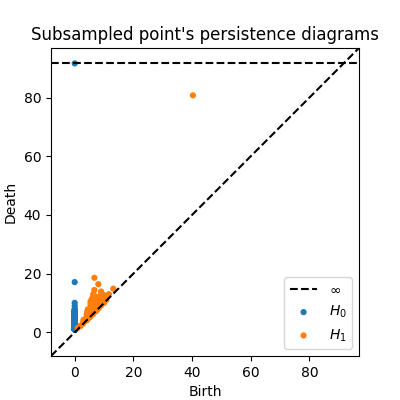 Subsampled point's persistence diagrams
Death
80
60
40
20
0
∞
H₀
H₁
0 20 40 60 80
Birth